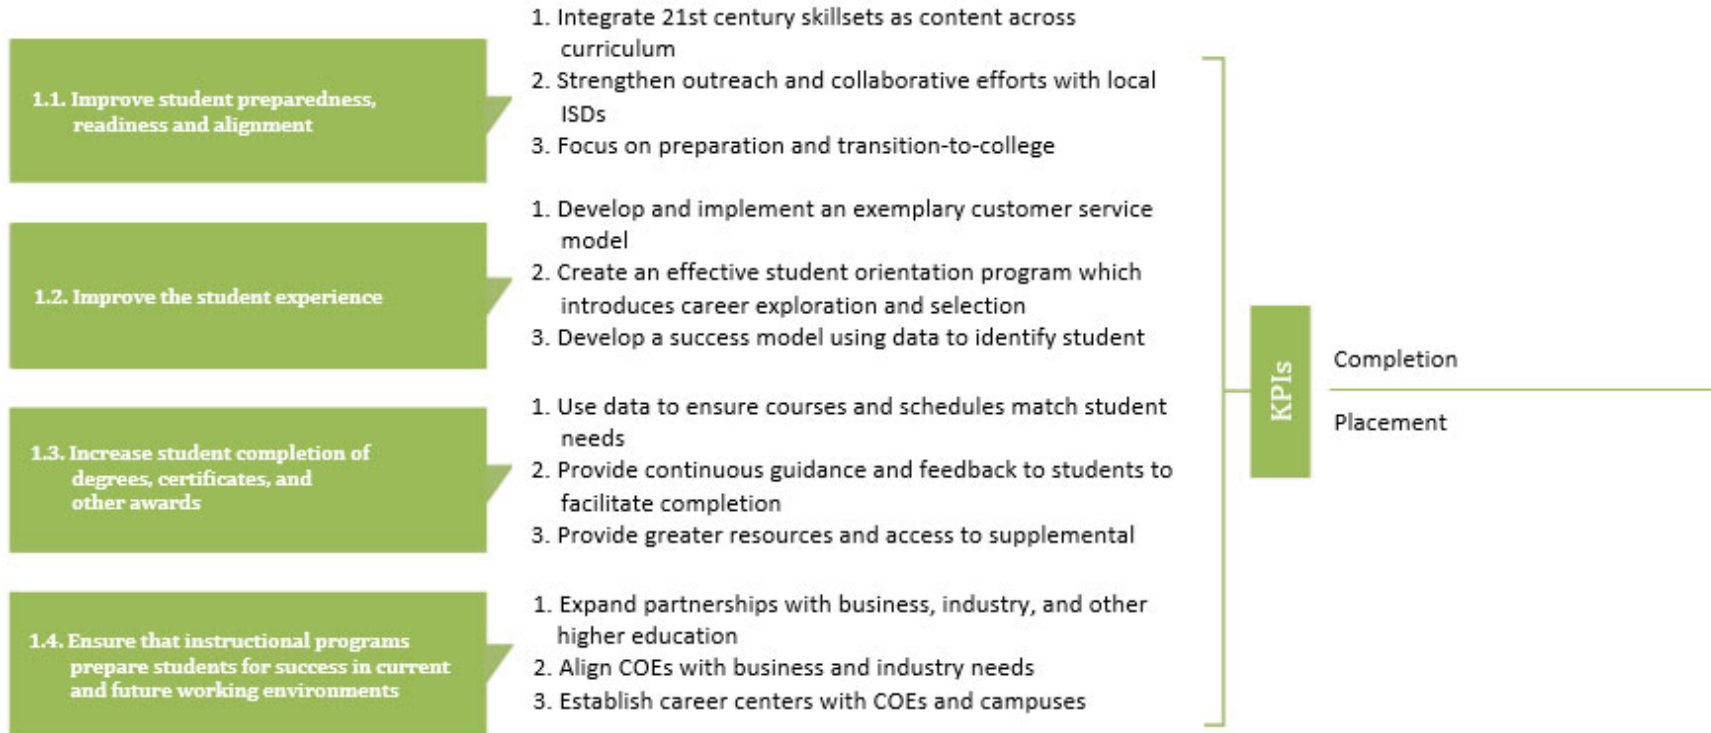 1.1. Improve student preparedness,
readiness and alignment
1. Integrate 21st century skillsets as content across
curriculum
2. Strengthen outreach and collaborative efforts with local
ISDs
3. Focus on preparation and transition-to-college
1.2. Improve the student experience
1. Develop and implement an exemplary customer service
model
2. Create an effective student orientation program which
introduces career exploration and selection
3. Develop a success model using data to identify student
1.3. Increase student completion of
degrees, certificates, and
other awards
1. Use data to ensure courses and schedules match student
needs
2. Provide continuous guidance and feedback to students to
facilitate completion
3. Provide greater resources and access to supplemental
1.4. Ensure that instructional programs
prepare students for success in current
and future working environments
1. Expand partnerships with business, industry, and other
higher education
2. Align COEs with business and industry needs
3. Establish career centers with COEs and campuses
KPIs
Completion
Placement